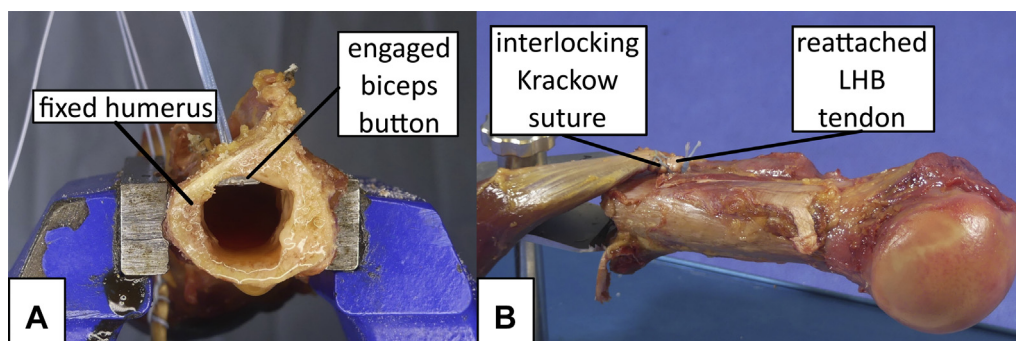 fixed humerus
engaged
biceps
button
A
interlocking
Krackow
suture
reattached
LHB
tendon
B